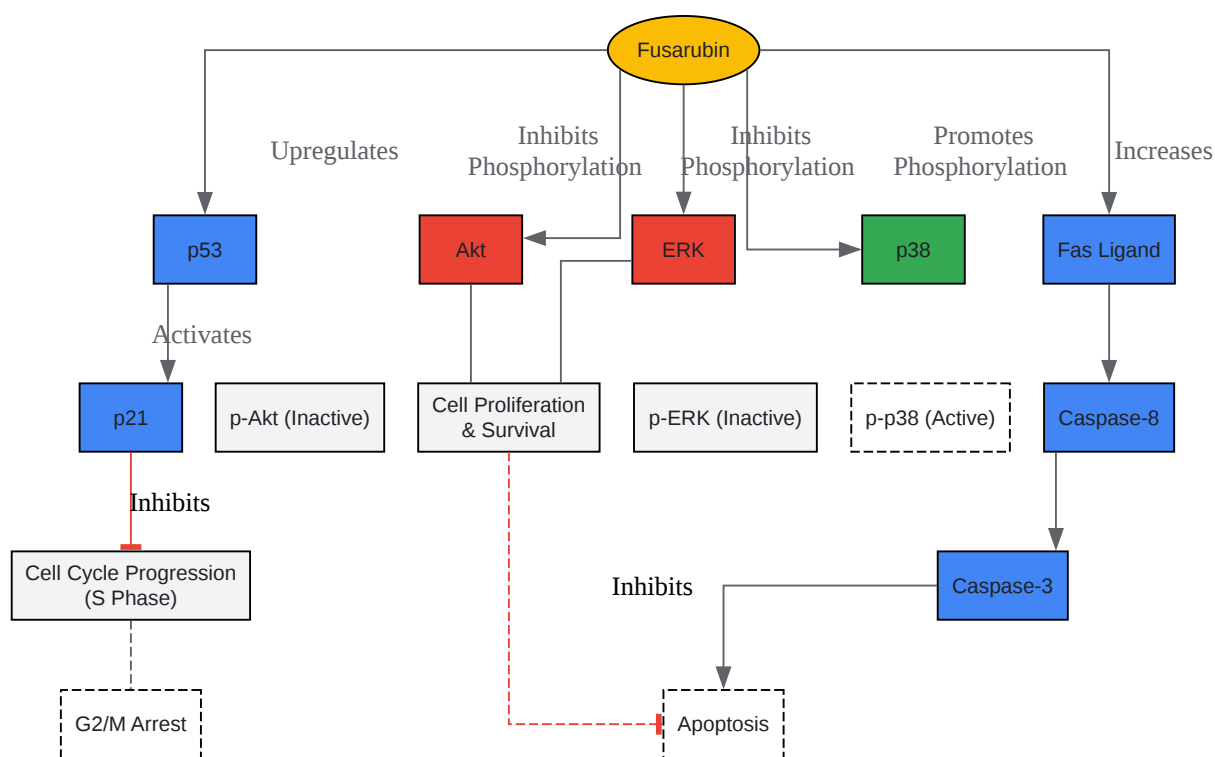 Fusarubin
Upregulates
Inhibits
Phosphorylation
Inhibits
Phosphorylation
Promotes
Phosphorylation
Increases
p53
Akt
ERK
p38
Fas Ligand
Activates
p21
p-Akt (Inactive)
Cell Proliferation
& Survival
p-ERK (Inactive)
p-p38 (Active)
Caspase-8
Inhibits
Cell Cycle Progression
(S Phase)
Inhibits
Caspase-3
G2/M Arrest
Apoptosis